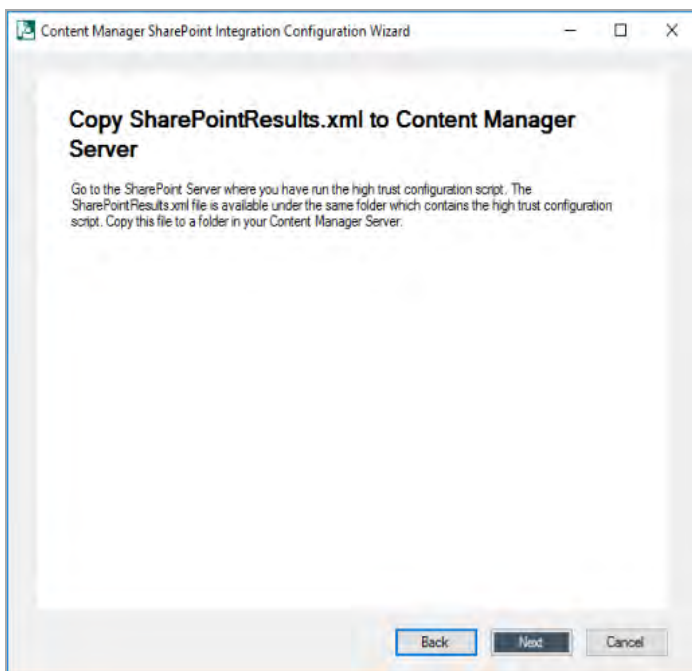 Content Manager SharePoint Integration Configuration Wizard
Copy SharePointResults.xml to Content Manager
Server
Go to the SharePoint Server where you have run the high trust configuration script. The
SharePointResults.xml file is available under the same folder which contains the high trust configuration
script. Copy this file to a folder in your Content Manager Server.
Back Next Cancel